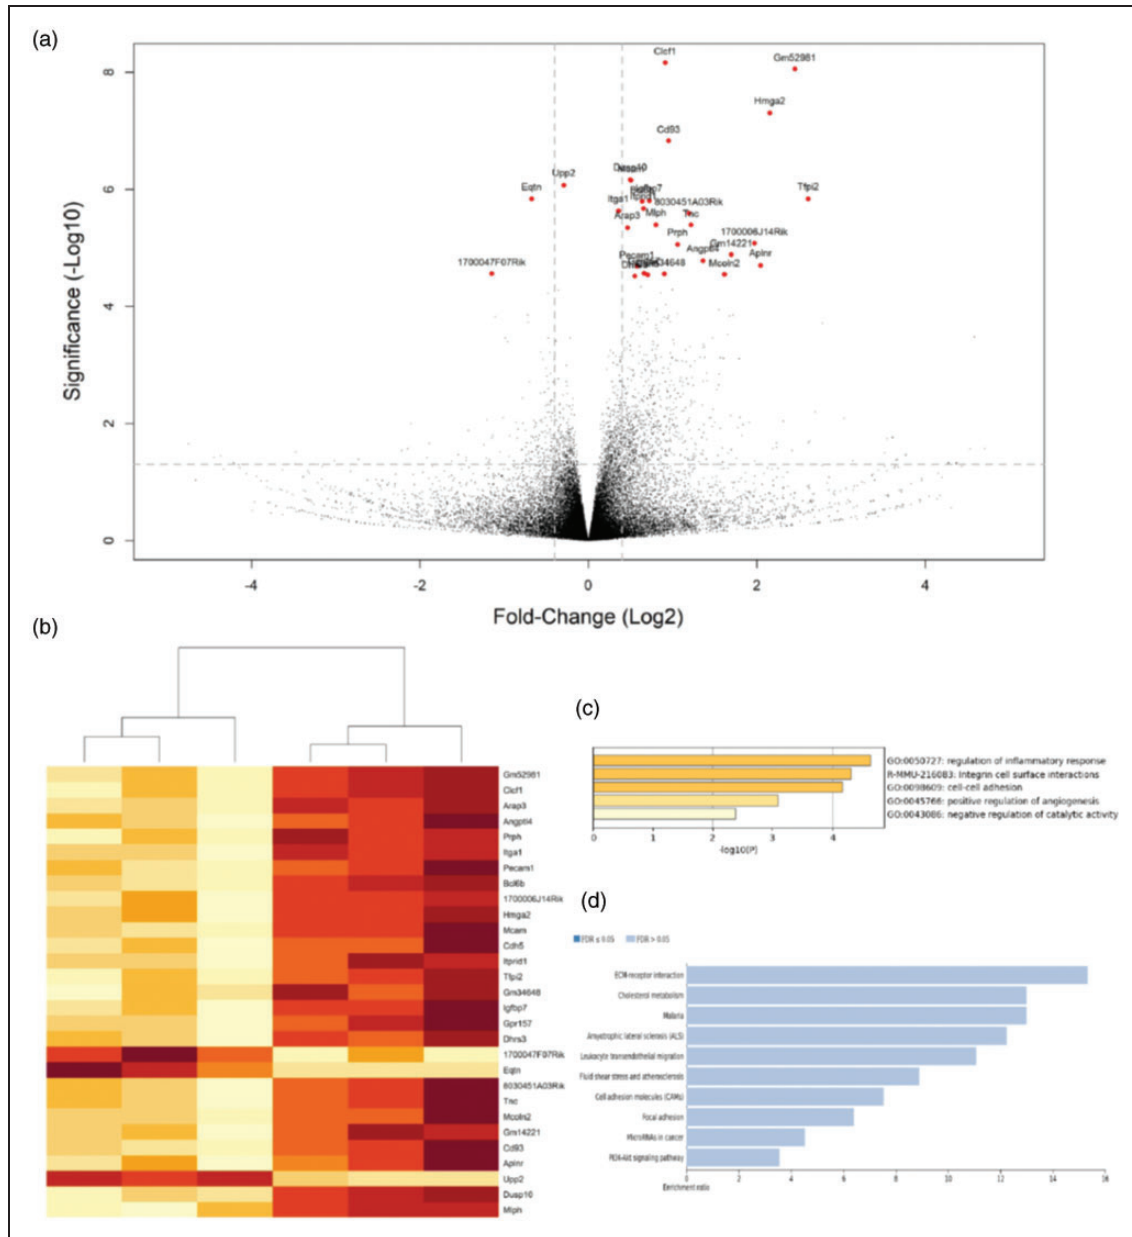 (a)
Significance (-Log10)
8
6
4
2
0
Clcf1
Gm52981
Hmga2
Cd93
Dusp10
Upp2
Eqtn
Igfbp7
Tfpi2
Itga1
8030451A03Rik
Mlph
Tnc
Arap3
Prph
1700006J14Rik
Gm14221
Angptl4
Aplnr
Pecam1
1700047F07Rik
Mcoln2
-4
-2
0
2
4
Fold-Change (Log2)
(b)
Gm52981
Clcf1
Arap3
Angptl4
Prph
Itga1
Pecam1
Bcl6b
1700006J14Rik
Hmga2
Mcam
Cdh5
Itprid1
Tfpi2
Gm34648
Igfbp7
Gpr157
Dhrs3
1700047F07Rik
Eqtn
8030451A03Rik
Tnc
Mcoln2
Gm14221
Cd93
Aplnr
Upp2
Dusp10
Mlph
(c)
GO:0050727: regulation of inflammatory response
R-MMU-216083: Integrin cell surface interactions
GO:0098609: cell-cell adhesion
GO:0045766: positive regulation of angiogenesis
GO:0043086: negative regulation of catalytic activity
0 1 2 3 4
-log10(P)
(d)
FDR ≤ 0.05 FDR > 0.05
ECM-receptor interaction
Cholesterol metabolism
Malaria
Amyotrophic lateral sclerosis (ALS)
Leukocyte transendothelial migration
Fluid shear stress and atherosclerosis
Cell adhesion molecules (CAMs)
Focal adhesion
MicroRNAs in cancer
PI3K-Akt signaling pathway
0 2 4 6 8 10 12 14 16
Enrichment ratio